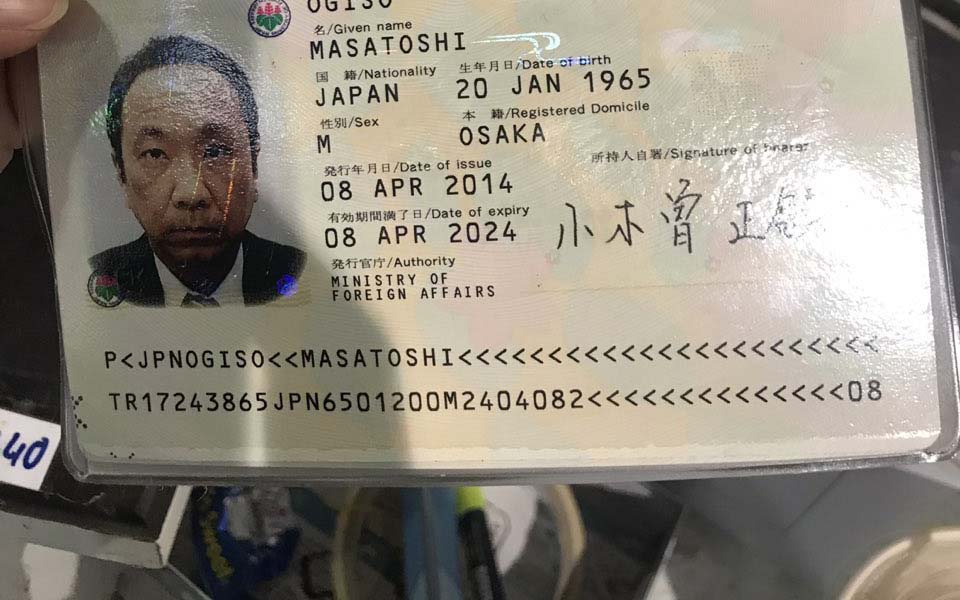 OGISO
名/Given name
MASATOSHI
国 籍/Nationality 生年月日/Date of birth
JAPAN 20 JAN 1965
性別/Sex 本 籍/Registered Domicile
M OSAKA
発行年月日/Date of issue 所持人自署/Signature of bearer
08 APR 2014
有効期間満了日/Date of expiry
08 APR 2024 小木曽 正
発行官庁/Authority
MINISTRY OF
FOREIGN AFFAIRS
P<JPNOGISO<<MASATOSHI<<<<<<<<<<<<<<<<<<<<<<<
TR17243865JPN6501200M2404082<<<<<<<<<<<<<<08
40